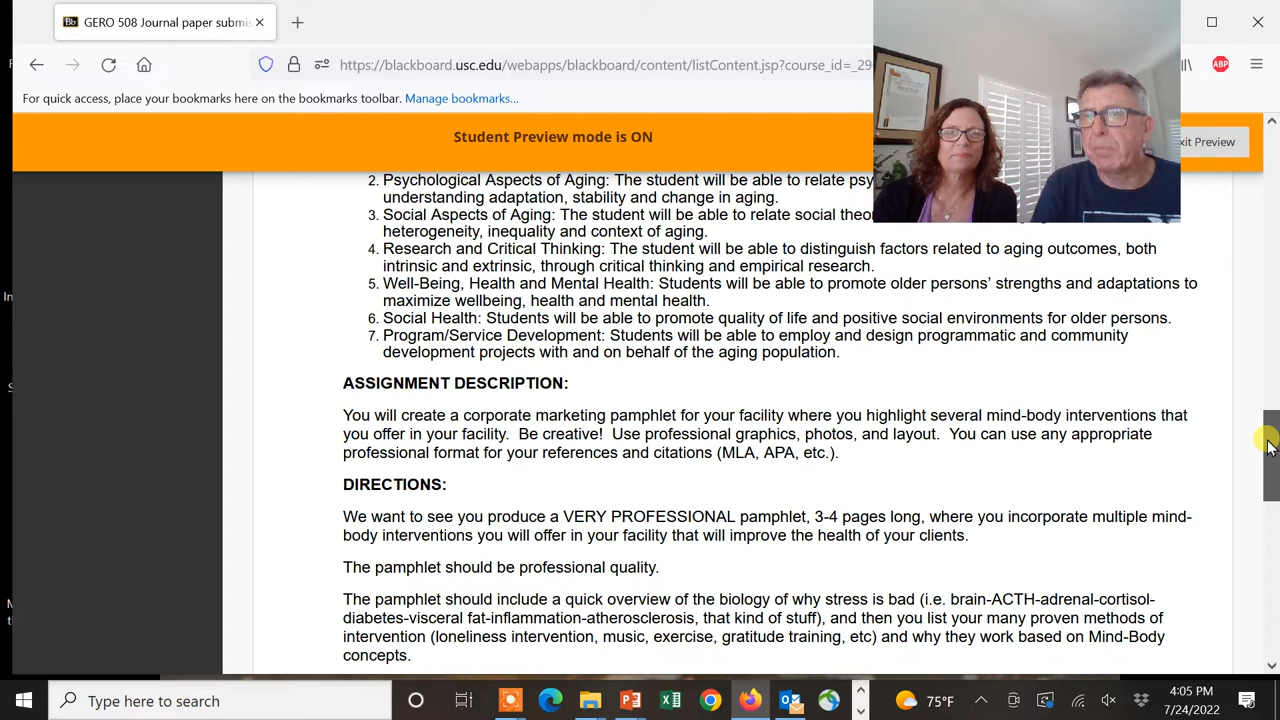 GERO 508 Journal paper submis
https://blackboard.usc.edu/webapps/blackboard/content/listContent.jsp?course_id=_29
ABP
For quick access, place your bookmarks here on the bookmarks toolbar. Manage bookmarks...
Student Preview mode is ON
xit Preview
2. Psychological Aspects of Aging: The student will be able to relate psy
understanding adaptation, stability and change in aging.
3. Social Aspects of Aging: The student will be able to relate social theor
heterogeneity, inequality and context of aging.
4. Research and Critical Thinking: The student will be able to distinguish factors related to aging outcomes, both
intrinsic and extrinsic, through critical thinking and empirical research.
5. Well-Being, Health and Mental Health: Students will be able to promote older persons’ strengths and adaptations to
maximize wellbeing, health and mental health.
6. Social Health: Students will be able to promote quality of life and positive social environments for older persons.
7. Program/Service Development: Students will be able to employ and design programmatic and community
development projects with and on behalf of the aging population.
ASSIGNMENT DESCRIPTION:
You will create a corporate marketing pamphlet for your facility where you highlight several mind-body interventions that
you offer in your facility. Be creative! Use professional graphics, photos, and layout. You can use any appropriate
professional format for your references and citations (MLA, APA, etc.).
DIRECTIONS:
We want to see you produce a VERY PROFESSIONAL pamphlet, 3-4 pages long, where you incorporate multiple mind-
body interventions you will offer in your facility that will improve the health of your clients.
The pamphlet should be professional quality.
The pamphlet should include a quick overview of the biology of why stress is bad (i.e. brain-ACTH-adrenal-cortisol-
diabetes-visceral fat-inflammation-atherosclerosis, that kind of stuff), and then you list your many proven methods of
intervention (loneliness intervention, music, exercise, gratitude training, etc) and why they work based on Mind-Body
concepts.
Type here to search
75°F
4:05 PM
7/24/2022